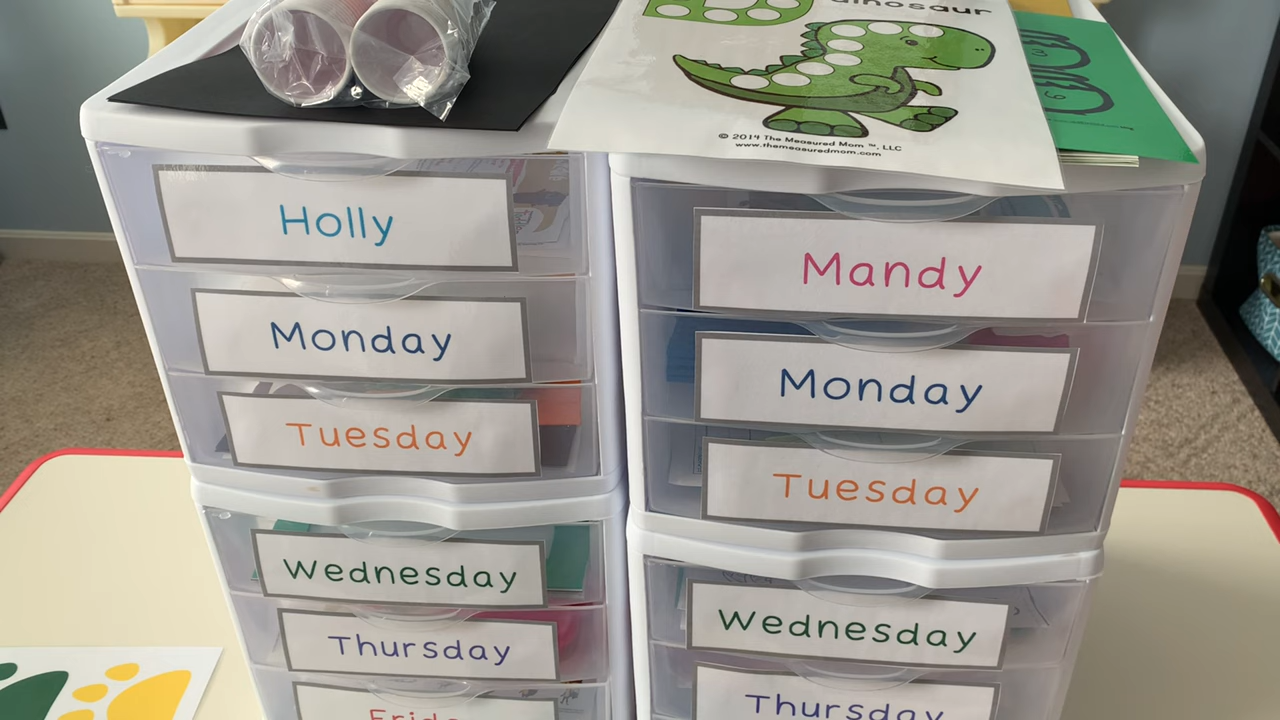 dinosaur
© 2014 The Measured Mom ™, LLC
www.themeasuredmom.com
Holly
Monday
Tuesday
Wednesday
Thursday
Mandy
Monday
Tuesday
Wednesday
Thursday